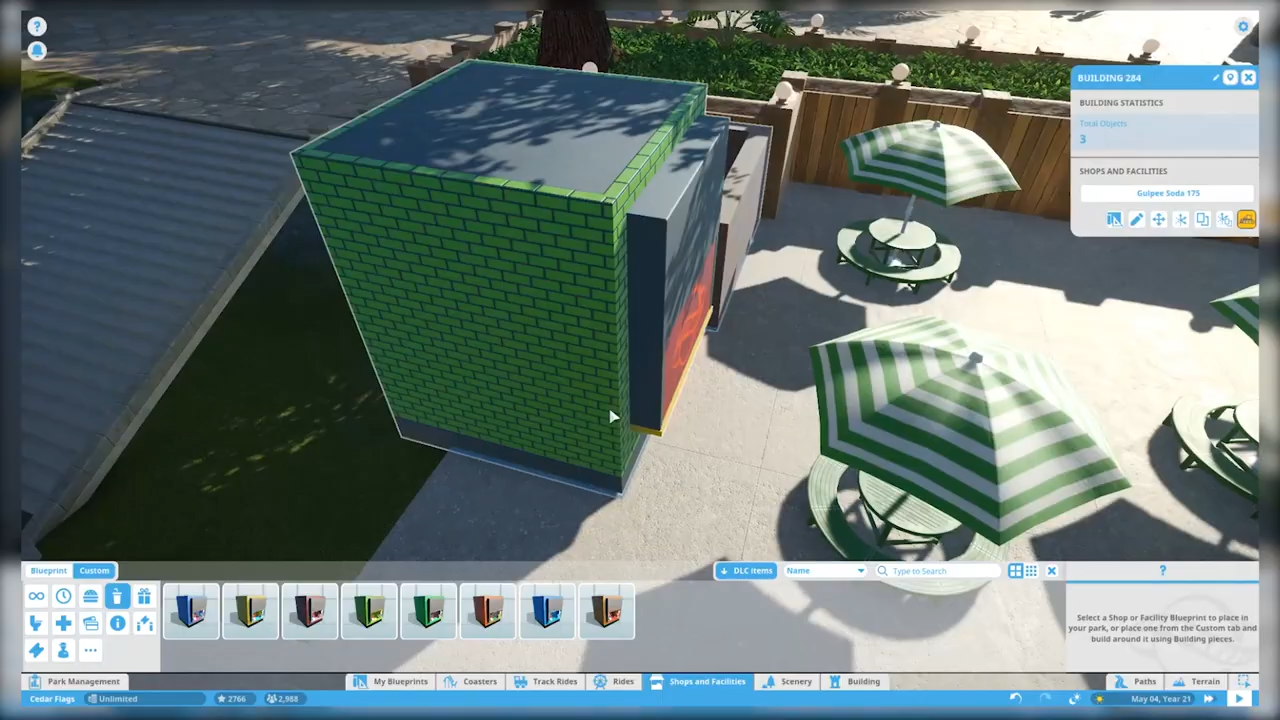 BUILDING 284
BUILDING STATISTICS
Total Objects
3
SHOPS AND FACILITIES
Gulpee Soda 175
Blueprint
Custom
DLC Items
Name
Type to Search
?
Select a Shop or Facility Blueprint to place in
your park, or place one from the Custom tab and
build around it using Building pieces.
Park Management
My Blueprints
Coasters
Track Rides
Rides
Shops and Facilities
Scenery
Building
Paths
Terrain
Cedar Flags
Unlimited
2766
2,988
May 04, Year 21